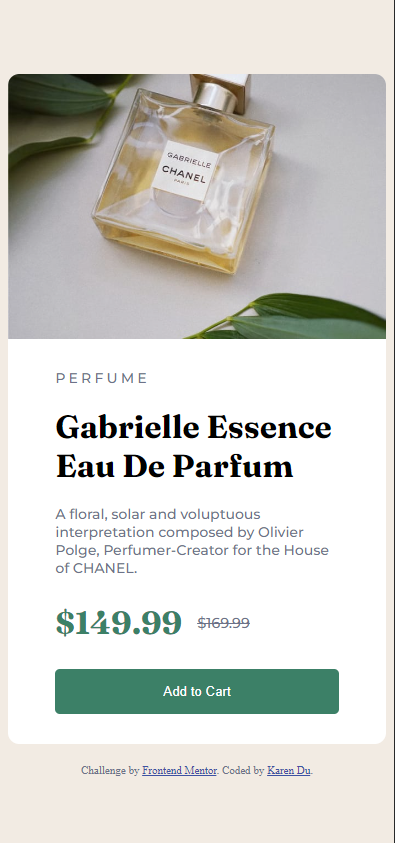 GABRIELLE
CHANEL
PARIS
PERFUME
Gabrielle Essence
Eau De Parfum
A floral, solar and voluptuous
interpretation composed by Olivier
Polge, Perfumer-Creator for the House
of CHANEL.
$149.99 $169.99
Add to Cart
Challenge by Frontend Mentor. Coded by Karen Du.